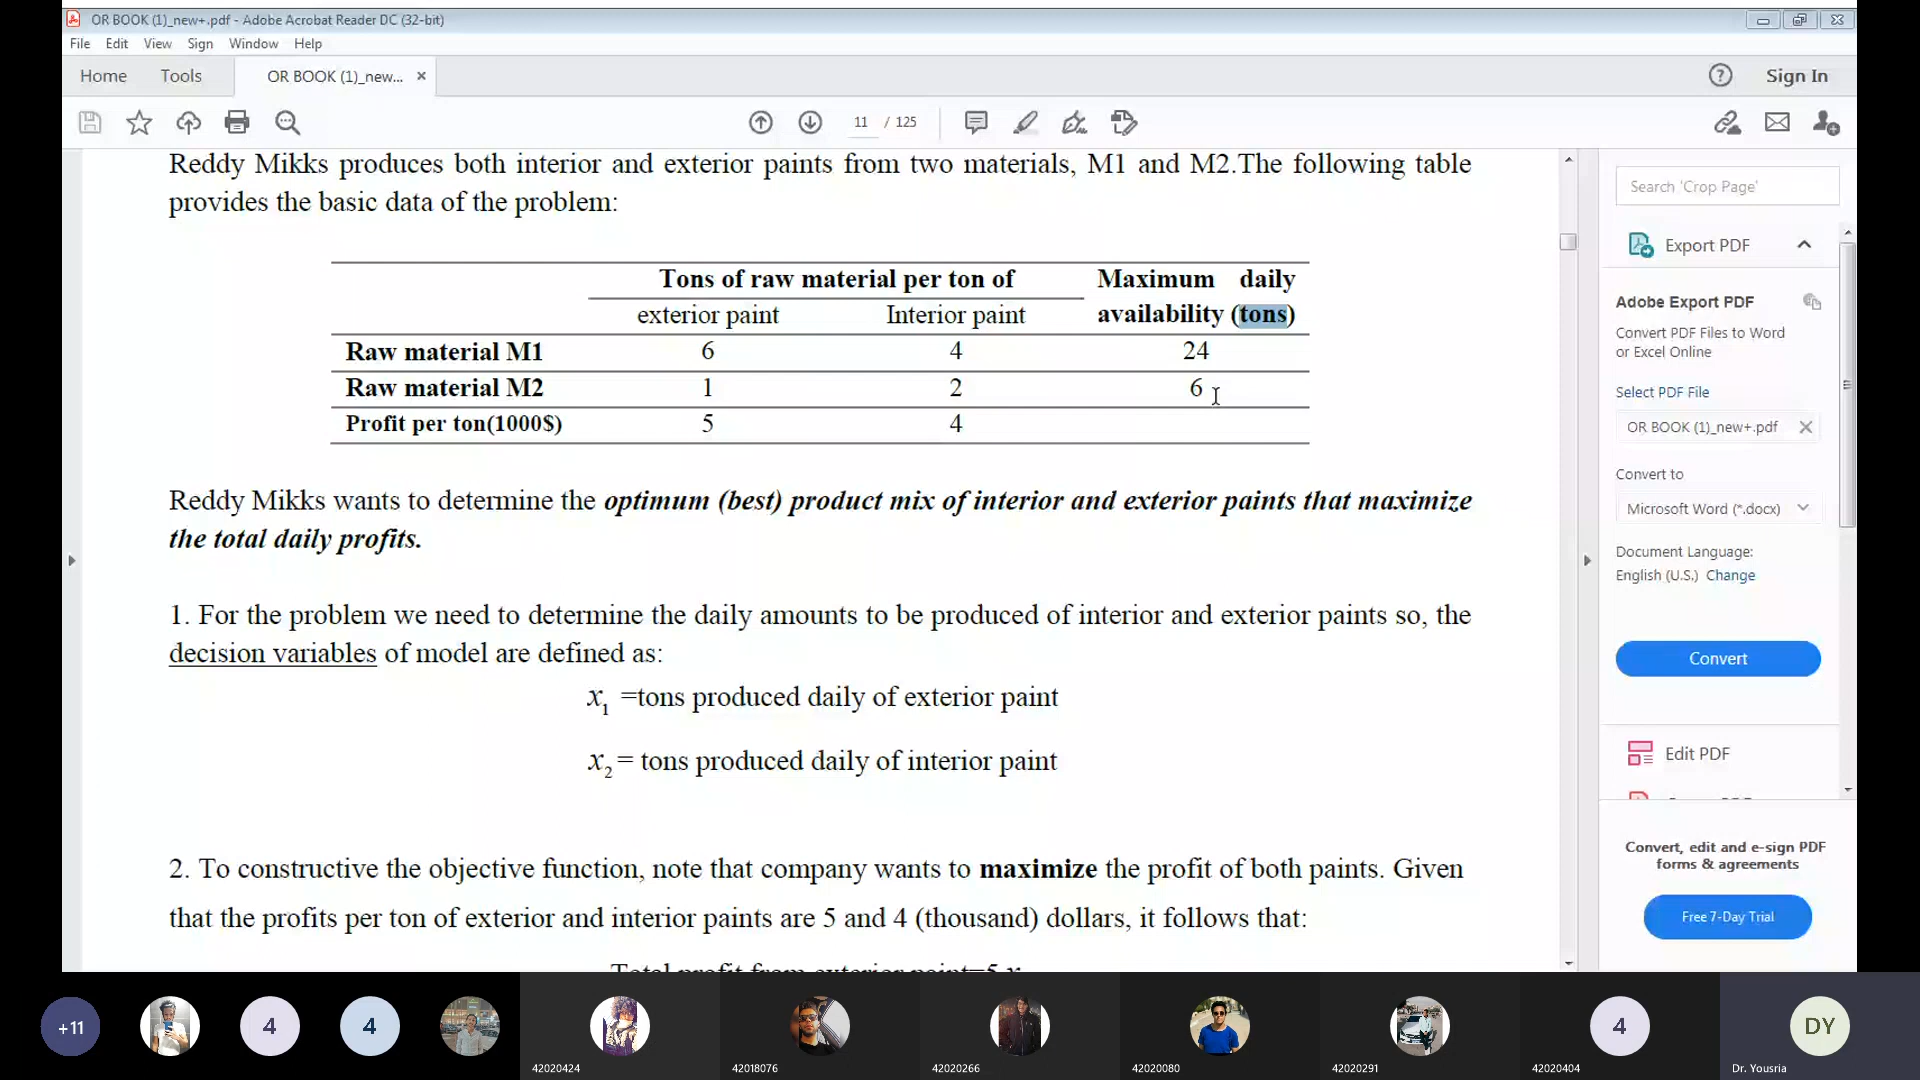 OR BOOK (1)_new+.pdf - Adobe Acrobat Reader DC (32-bit)
File Edit View Sign Window Help
Home Tools OR BOOK (1)_new... × Sign In
11 / 125
Reddy Mikks produces both interior and exterior paints from two materials, M1 and M2.The following table
provides the basic data of the problem:
Tons of raw material per ton of Maximum daily
exterior paint Interior paint availability (tons)
Raw material M1 6 4 24
Raw material M2 1 2 6
Profit per ton(1000$) 5 4
Reddy Mikks wants to determine the optimum (best) product mix of interior and exterior paints that maximize
the total daily profits.
1. For the problem we need to determine the daily amounts to be produced of interior and exterior paints so, the
decision variables of model are defined as:
x₁ =tons produced daily of exterior paint
x₂= tons produced daily of interior paint
2. To constructive the objective function, note that company wants to maximize the profit of both paints. Given
that the profits per ton of exterior and interior paints are 5 and 4 (thousand) dollars, it follows that:
Total profit from exterior paint=5 x
Search 'Crop Page'
Export PDF
Adobe Export PDF
Convert PDF Files to Word
or Excel Online
Select PDF File
OR BOOK (1)_new+.pdf
Convert to
Microsoft Word (*.docx)
Document Language:
English (U.S.) Change
Convert
Edit PDF
Convert, edit and e-sign PDF
forms & agreements
Free 7-Day Trial
+11 4 4 4 DY
42020424 42018076 42020266 42020080 42020291 42020404 Dr. Yousria